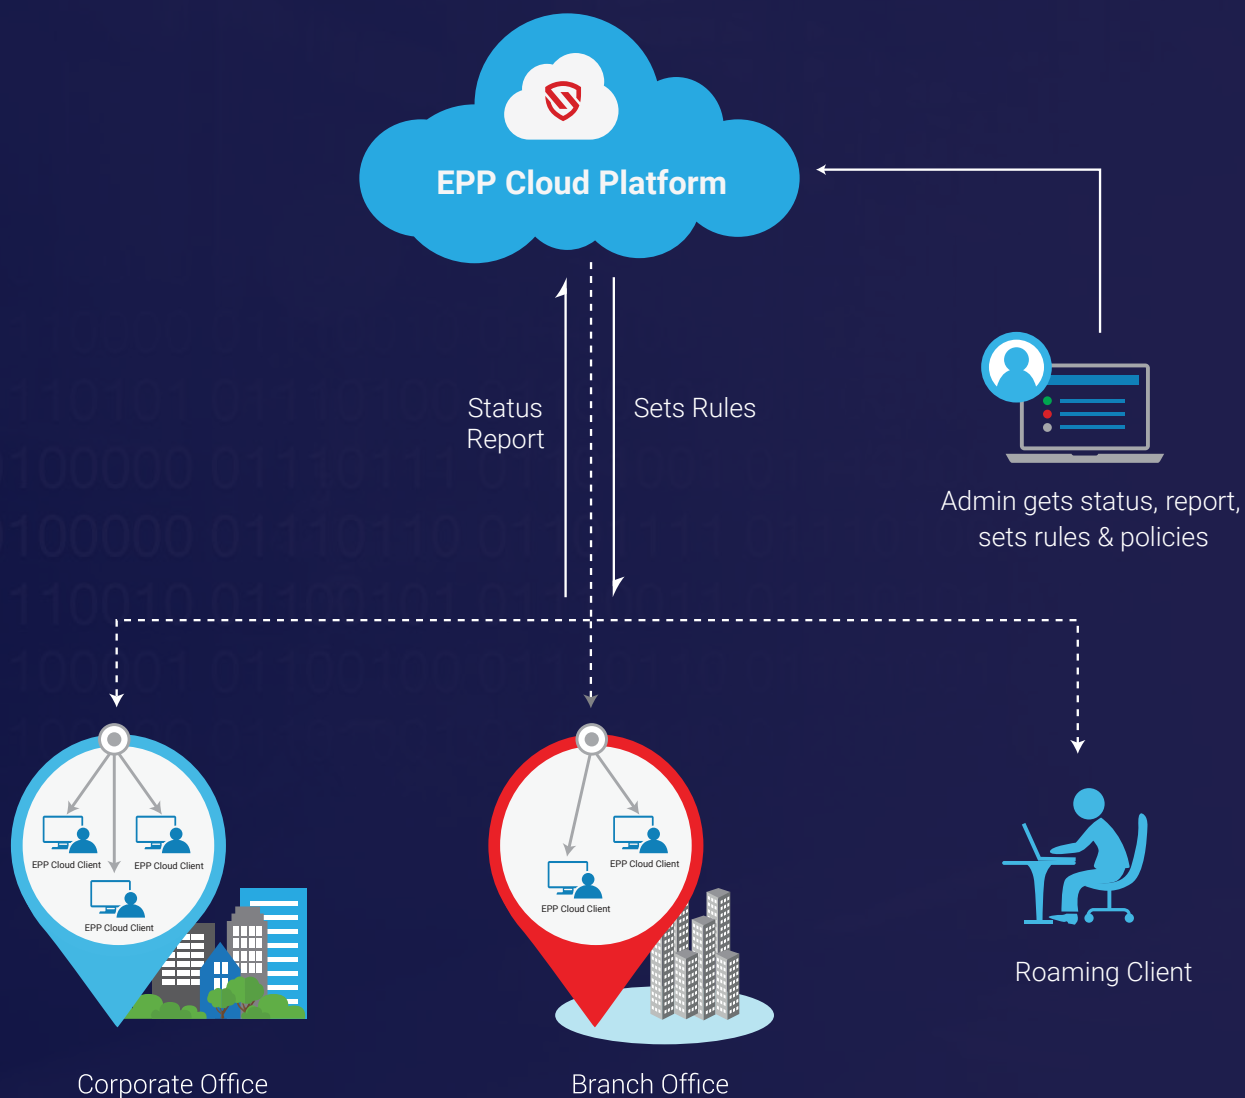 EPP Cloud Platform
Status
Report
Sets Rules
Admin gets status, report,
sets rules & policies
EPP Cloud Client
EPP Cloud Client
EPP Cloud Client
EPP Cloud Client
EPP Cloud Client
Roaming Client
Corporate Office
Branch Office